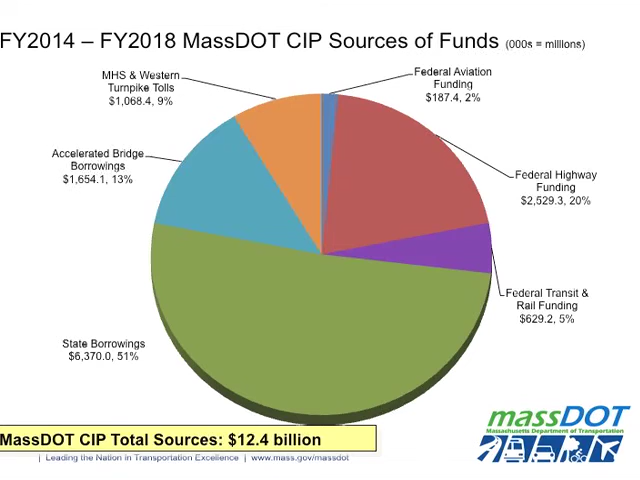 FY2014 – FY2018 MassDOT CIP Sources of Funds (000s = millions)
MHS & Western
Turnpike Tolls
$1,068.4, 9%
Federal Aviation
Funding
$187.4, 2%
Accelerated Bridge
Borrowings
$1,654.1, 13%
Federal Highway
Funding
$2,529.3, 20%
Federal Transit &
Rail Funding
$629.2, 5%
State Borrowings
$6,370.0, 51%
massDOT
Massachusetts Department of Transportation
MassDOT CIP Total Sources: $12.4 billion
| Leading the Nation in Transportation Excellence | www.mass.gov/massdot